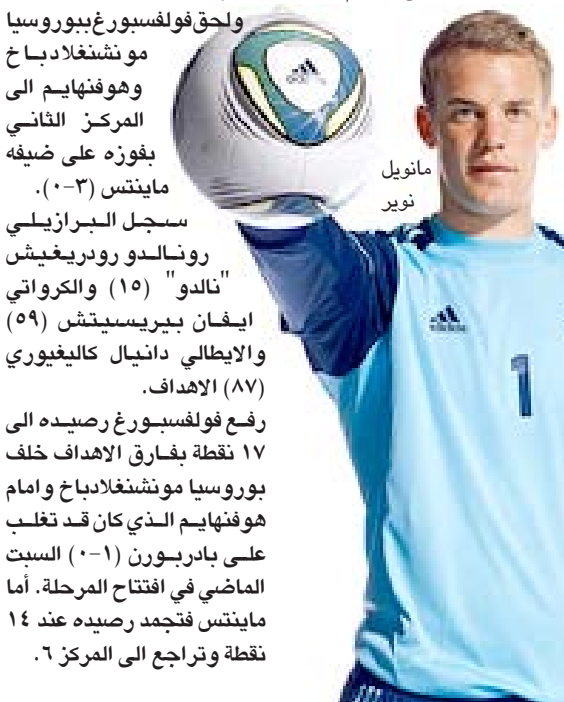 ولحق فولفسبورغ ببوروسيا
مونشنغلادباخ
وهوفنهايم الى
المركز الثاني
بفوزه على ضيفه
ماينتس (٣-٠).
سجل البرازيلي
رونالدو رودريغيش
"نالدو" (١٥) والكرواتي
ايفان بيريسيتش (٥٩)
والايطالي دانيال كاليغيوري
(٨٧) الاهداف.
رفع فولفسبورغ رصيده الى
١٧ نقطة بفارق الاهداف خلف
بوروسيا مونشنغلادباخ وامام
هوفنهايم الذي كان قد تغلب
على بادربورن (١-٠) السبت
الماضي في افتتاح المرحلة. أما
ماينتس فتجمد رصيده عند ١٤
نقطة وتراجع الى المركز ٦.
مانويل
نوير
adidas
adidas
1